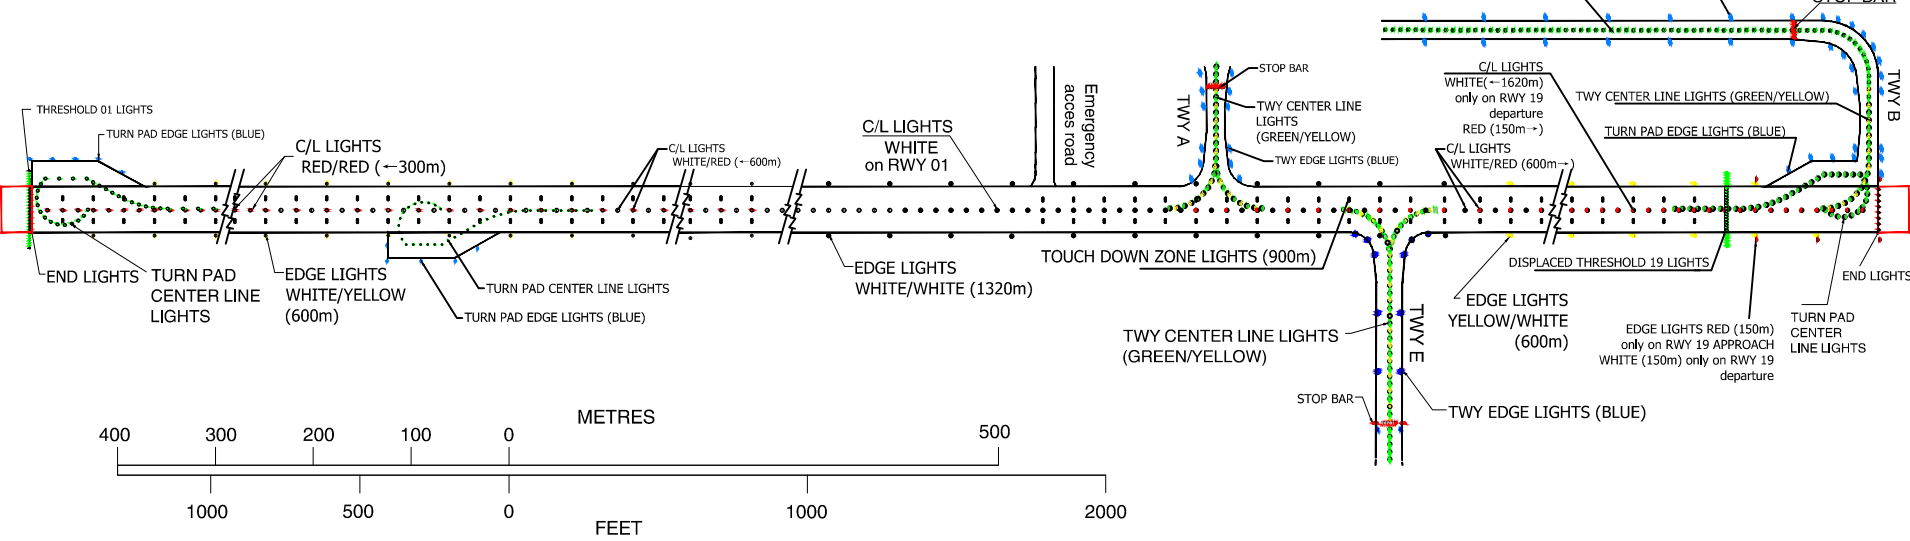 STOP BAR
THRESHOLD 01 LIGHTS
TURN PAD EDGE LIGHTS (BLUE)
C/L LIGHTS
RED/RED (←300m)
C/L LIGHTS
WHITE/RED (←600m)
C/L LIGHTS
WHITE
on RWY 01
Emergency
acces road
TWY A
STOP BAR
TWY CENTER LINE
LIGHTS
(GREEN/YELLOW)
TWY EDGE LIGHTS (BLUE)
C/L LIGHTS
WHITE(←1620m)
only on RWY 19
departure
RED (150m→)
C/L LIGHTS
WHITE/RED (600m→)
TWY CENTER LINE LIGHTS (GREEN/YELLOW)
TURN PAD EDGE LIGHTS (BLUE)
TWY B
END LIGHTS
TURN PAD
CENTER LINE
LIGHTS
EDGE LIGHTS
WHITE/YELLOW
(600m)
TURN PAD CENTER LINE LIGHTS
TURN PAD EDGE LIGHTS (BLUE)
EDGE LIGHTS
WHITE/WHITE (1320m)
TOUCH DOWN ZONE LIGHTS (900m)
TWY CENTER LINE LIGHTS
(GREEN/YELLOW)
TWY E
STOP BAR
TWY EDGE LIGHTS (BLUE)
EDGE LIGHTS
YELLOW/WHITE
(600m)
DISPLACED THRESHOLD 19 LIGHTS
EDGE LIGHTS RED (150m)
only on RWY 19 APPROACH
WHITE (150m) only on RWY 19
departure
TURN PAD
CENTER
LINE LIGHTS
END LIGHTS
METRES
400 300 200 100 0 500
1000 500 0 1000 2000
FEET